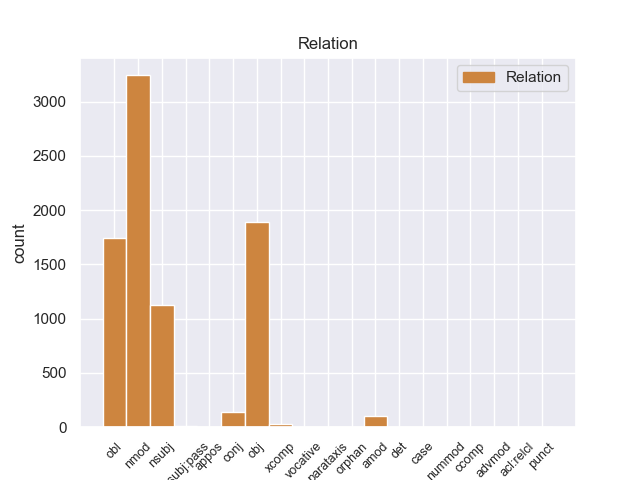 Relation
Relation
count
3000
2500
2000
1500
1000
500
0
obl
nmod
nsubj
subj:pass
appos
conj
obj
xcomp
vocative
parataxis
orphan
amod
det
case
nummod
ccomp
advmod
acl:relcl
punct